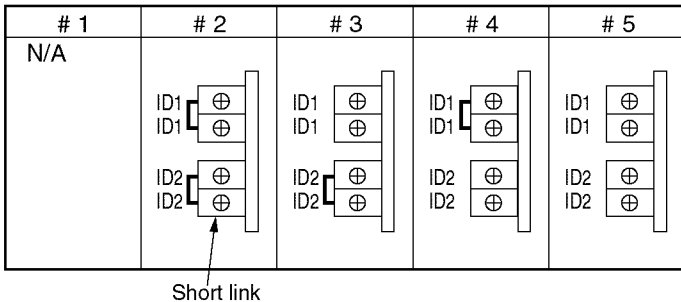 # 1 # 2 # 3 # 4 # 5
N/A
ID1 ID1 ID1 ID1
ID1 ID1 ID1 ID1
ID2 ID2 ID2 ID2
ID2 ID2 ID2 ID2
Short link